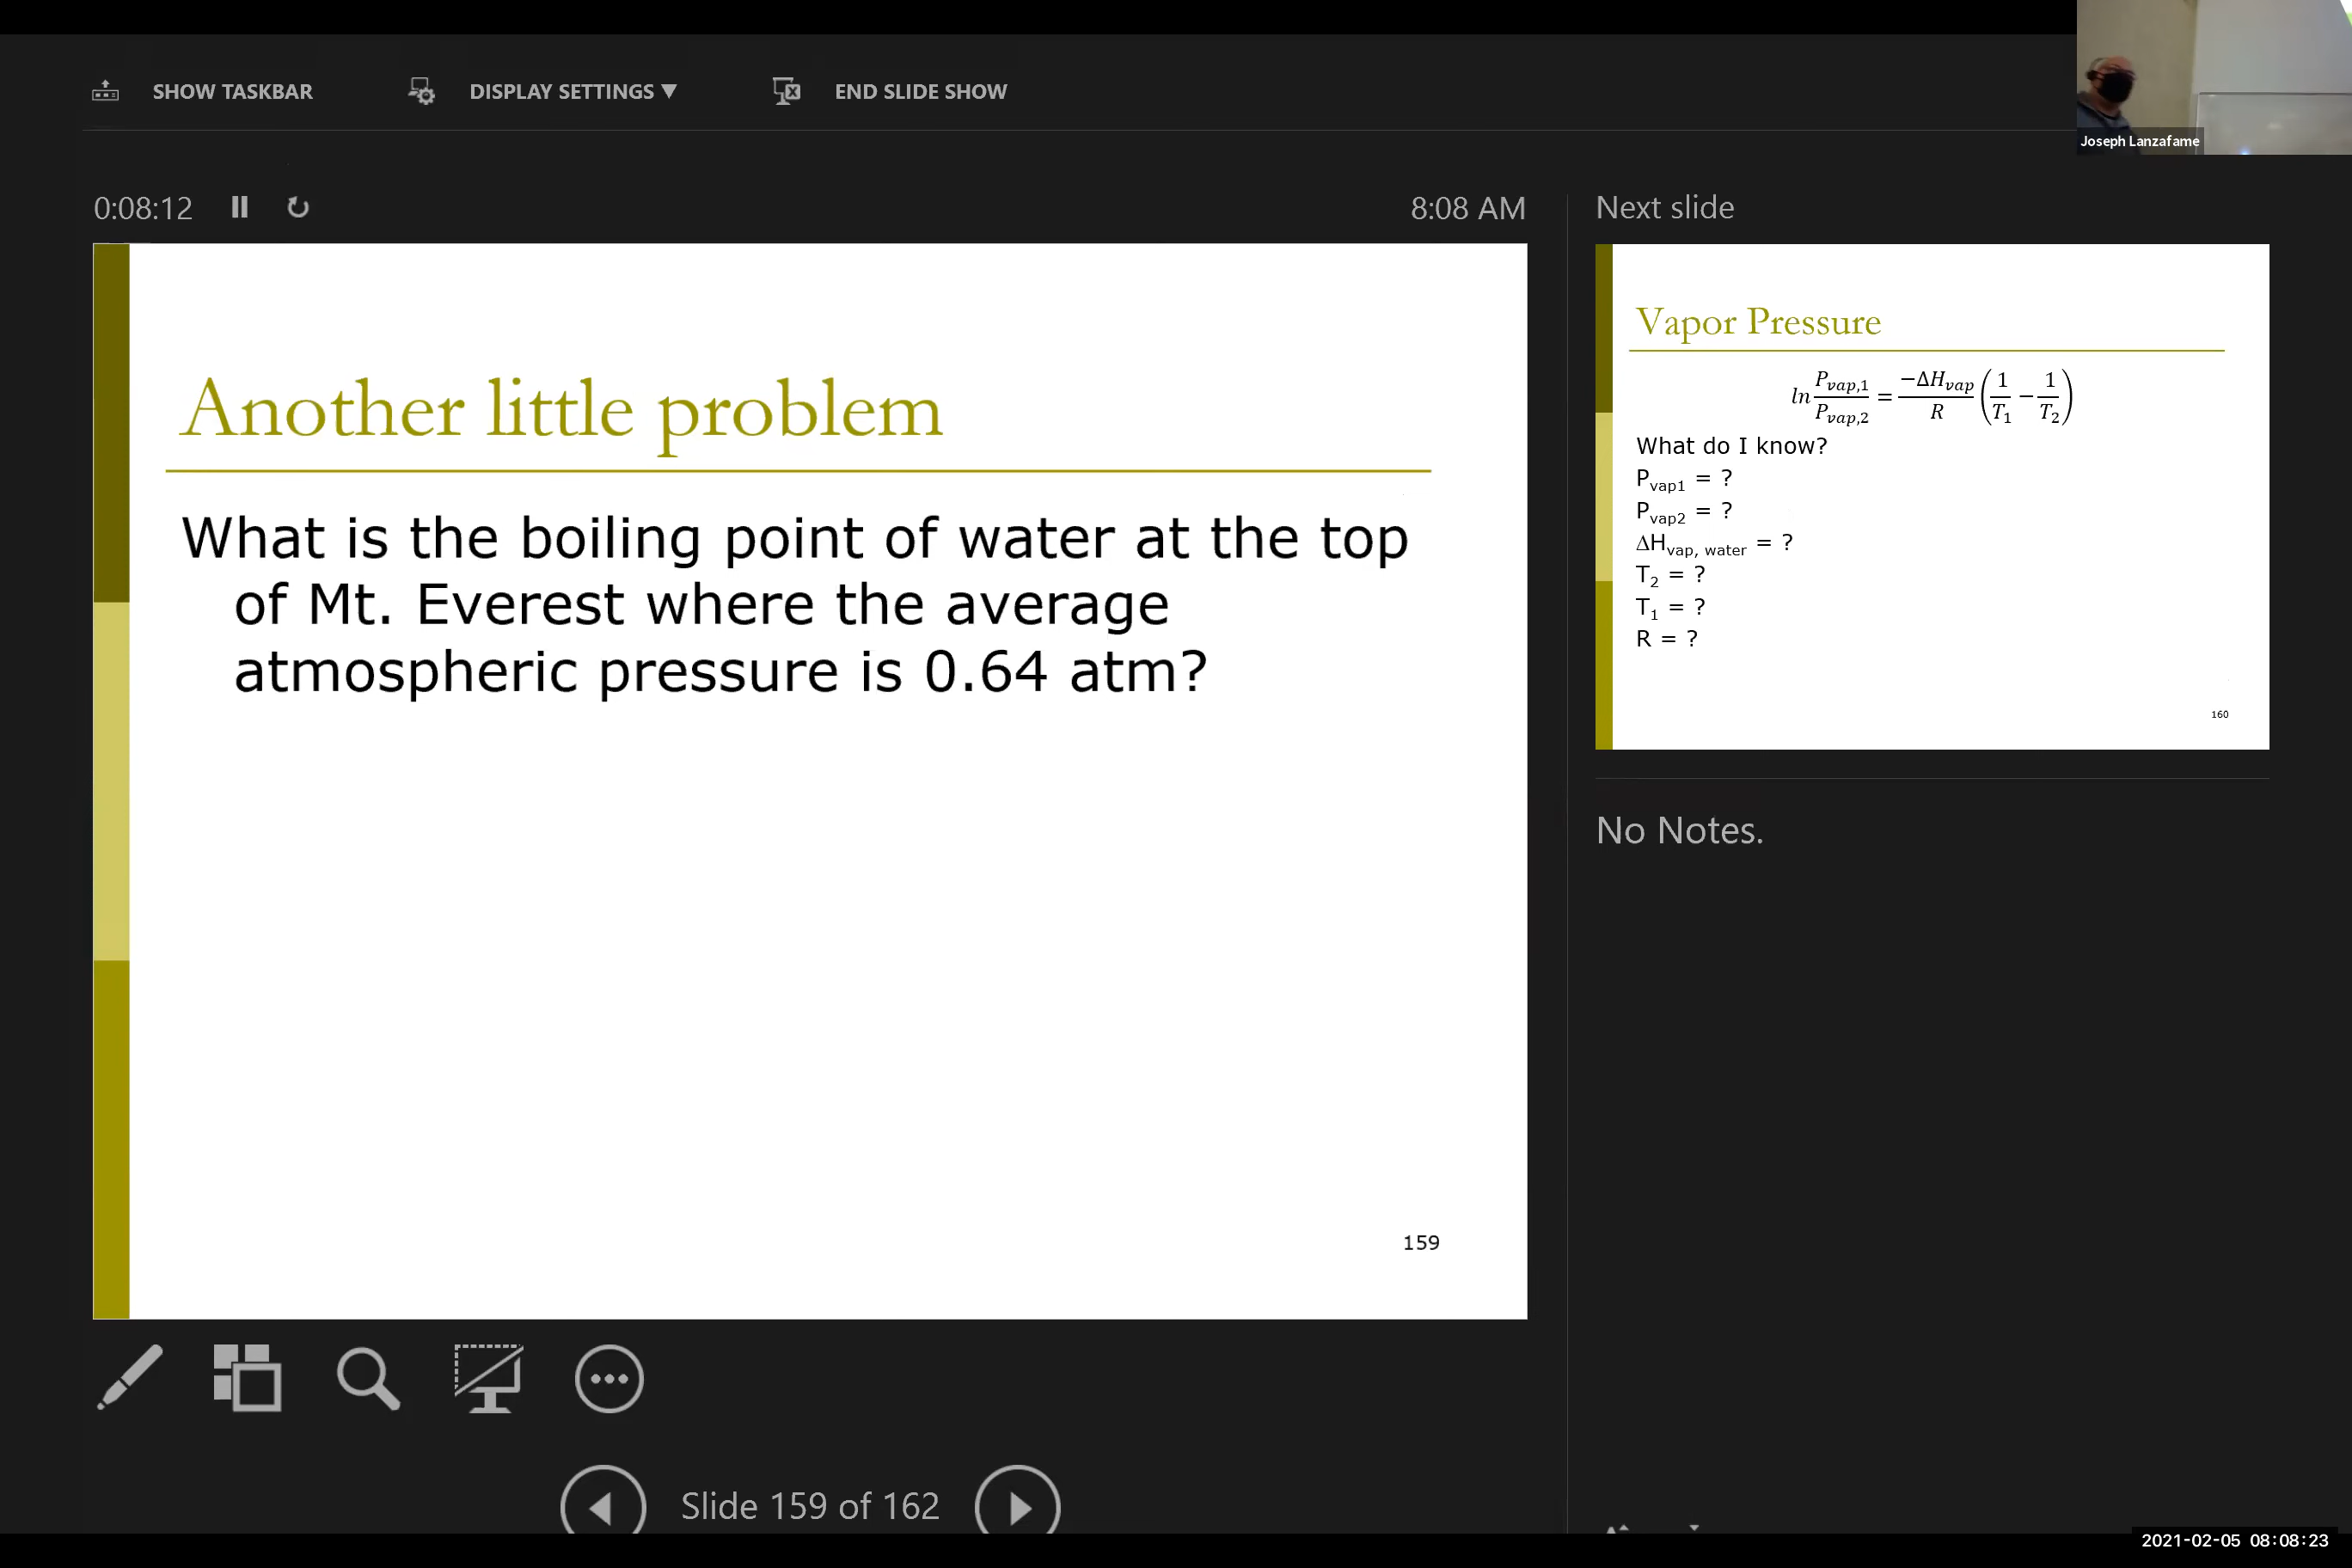 SHOW TASKBAR
DISPLAY SETTINGS ▼
END SLIDE SHOW
Joseph Lanzafame
0:08:12
8:08 AM
Next slide
Another little problem
What is the boiling point of water at the top
of Mt. Everest where the average
atmospheric pressure is 0.64 atm?
159
Vapor Pressure
ln P_vap,1/P_vap,2 = −ΔH_vap/R (1/T_1 − 1/T_2)
What do I know?
P_vap1 = ?
P_vap2 = ?
ΔH_vap, water = ?
T_2 = ?
T_1 = ?
R = ?
160
No Notes.
Slide 159 of 162
2021-02-05 08:08:23